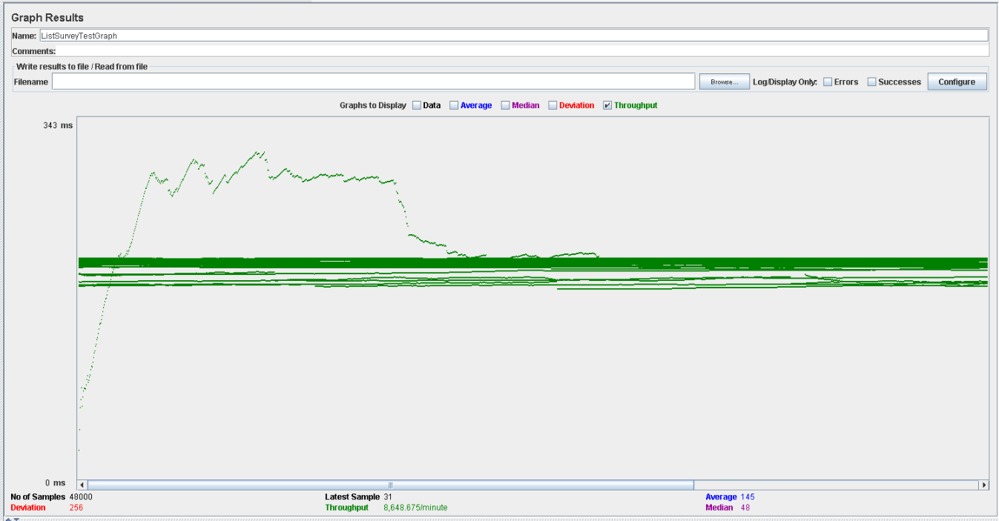 Graph Results
Name: ListSurveyTestGraph
Comments:
Write results to file / Read from file
Filename Browse... Log/Display Only: Errors Successes Configure
Graphs to Display Data Average Median Deviation Throughput
343 ms
0 ms
No of Samples 48000 Latest Sample 31 Average 145
Deviation 256 Throughput 8,648.675/minute Median 48